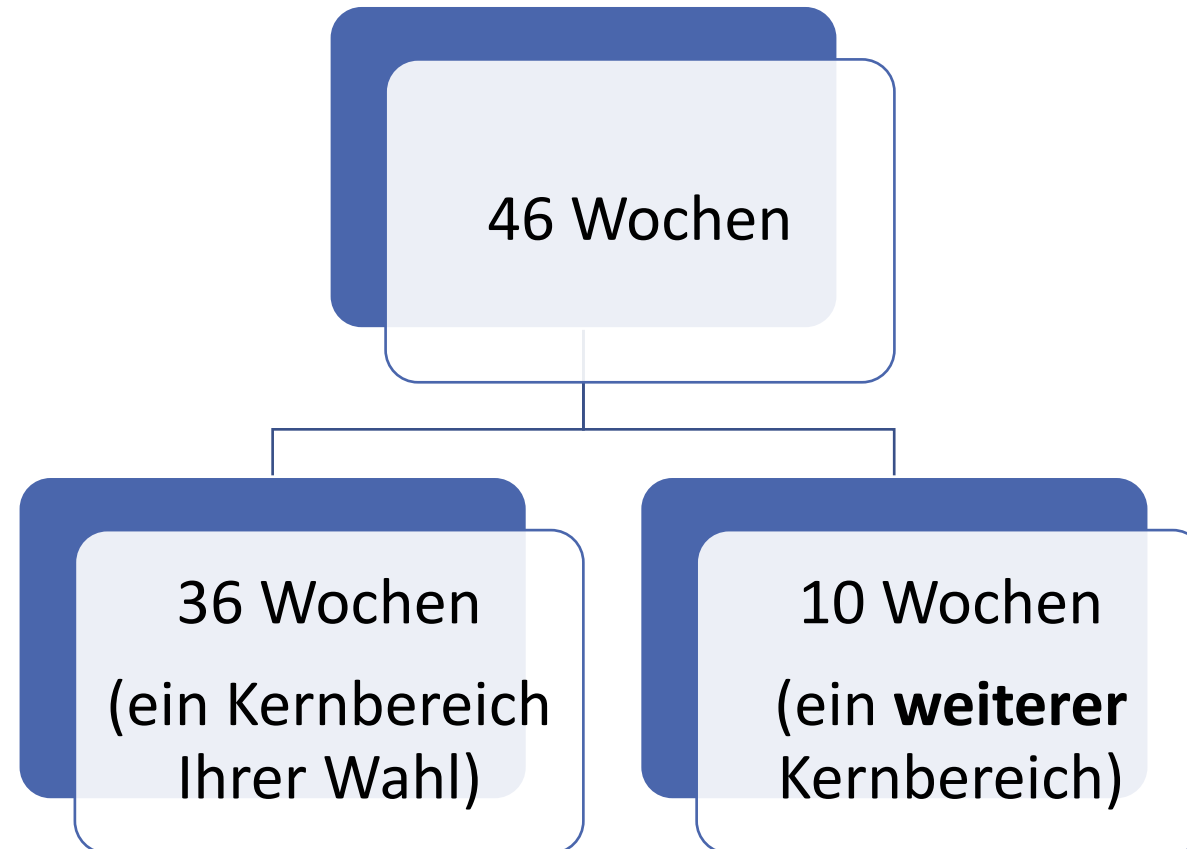 46 Wochen
36 Wochen
(ein Kernbereich
Ihrer Wahl)
10 Wochen
(ein weiterer
Kernbereich)